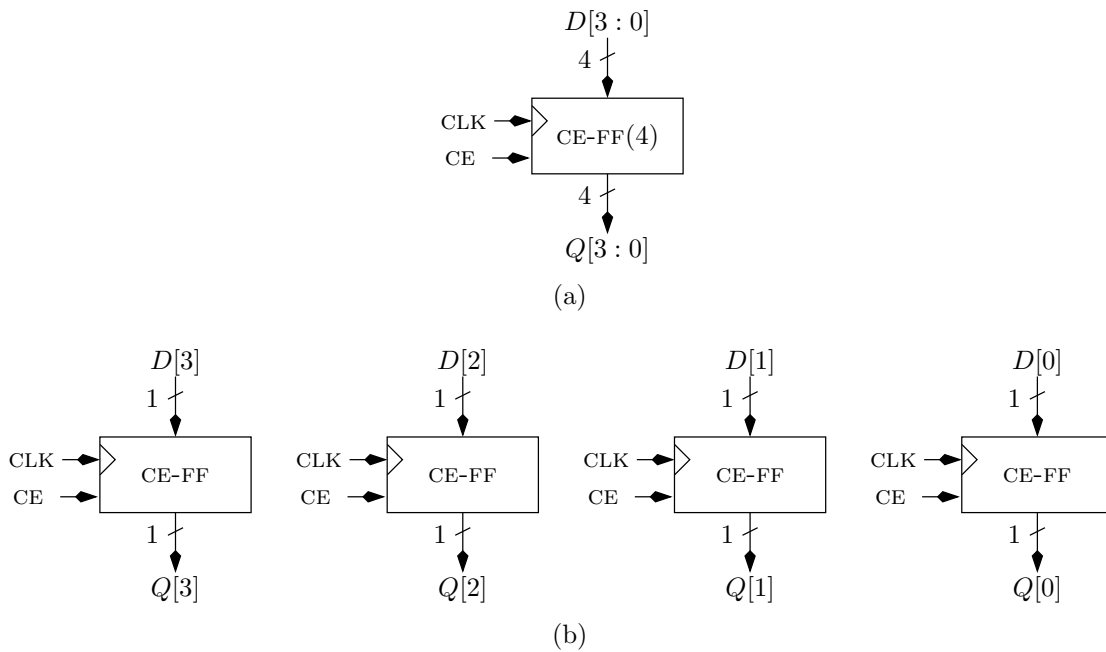 D[3 : 0]
4
CLK
CE-FF(4)
CE
4
Q[3 : 0]
(a)
D[3] D[2] D[1] D[0]
1 1 1 1
CLK CE-FF CLK CE-FF CLK CE-FF CLK CE-FF
CE CE CE CE
1 1 1 1
Q[3] Q[2] Q[1] Q[0]
(b)